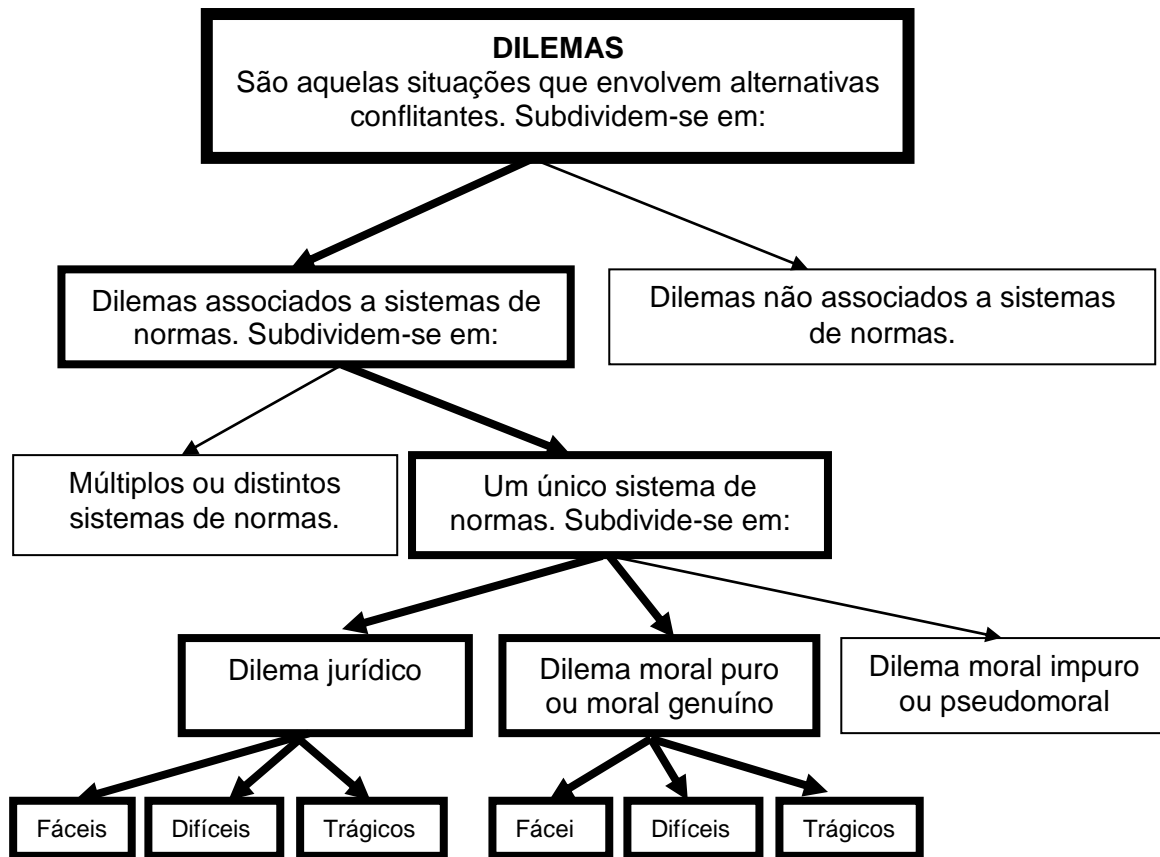 DILEMAS
São aquelas situações que envolvem alternativas
conflitantes. Subdividem-se em:
Dilemas associados a sistemas de
normas. Subdividem-se em:
Dilemas não associados a sistemas
de normas.
Múltiplos ou distintos
sistemas de normas.
Um único sistema de
normas. Subdivide-se em:
Dilema jurídico
Dilema moral puro
ou moral genuíno
Dilema moral impuro
ou pseudomoral
Fáceis
Difíceis
Trágicos
Fácei
Difíceis
Trágicos